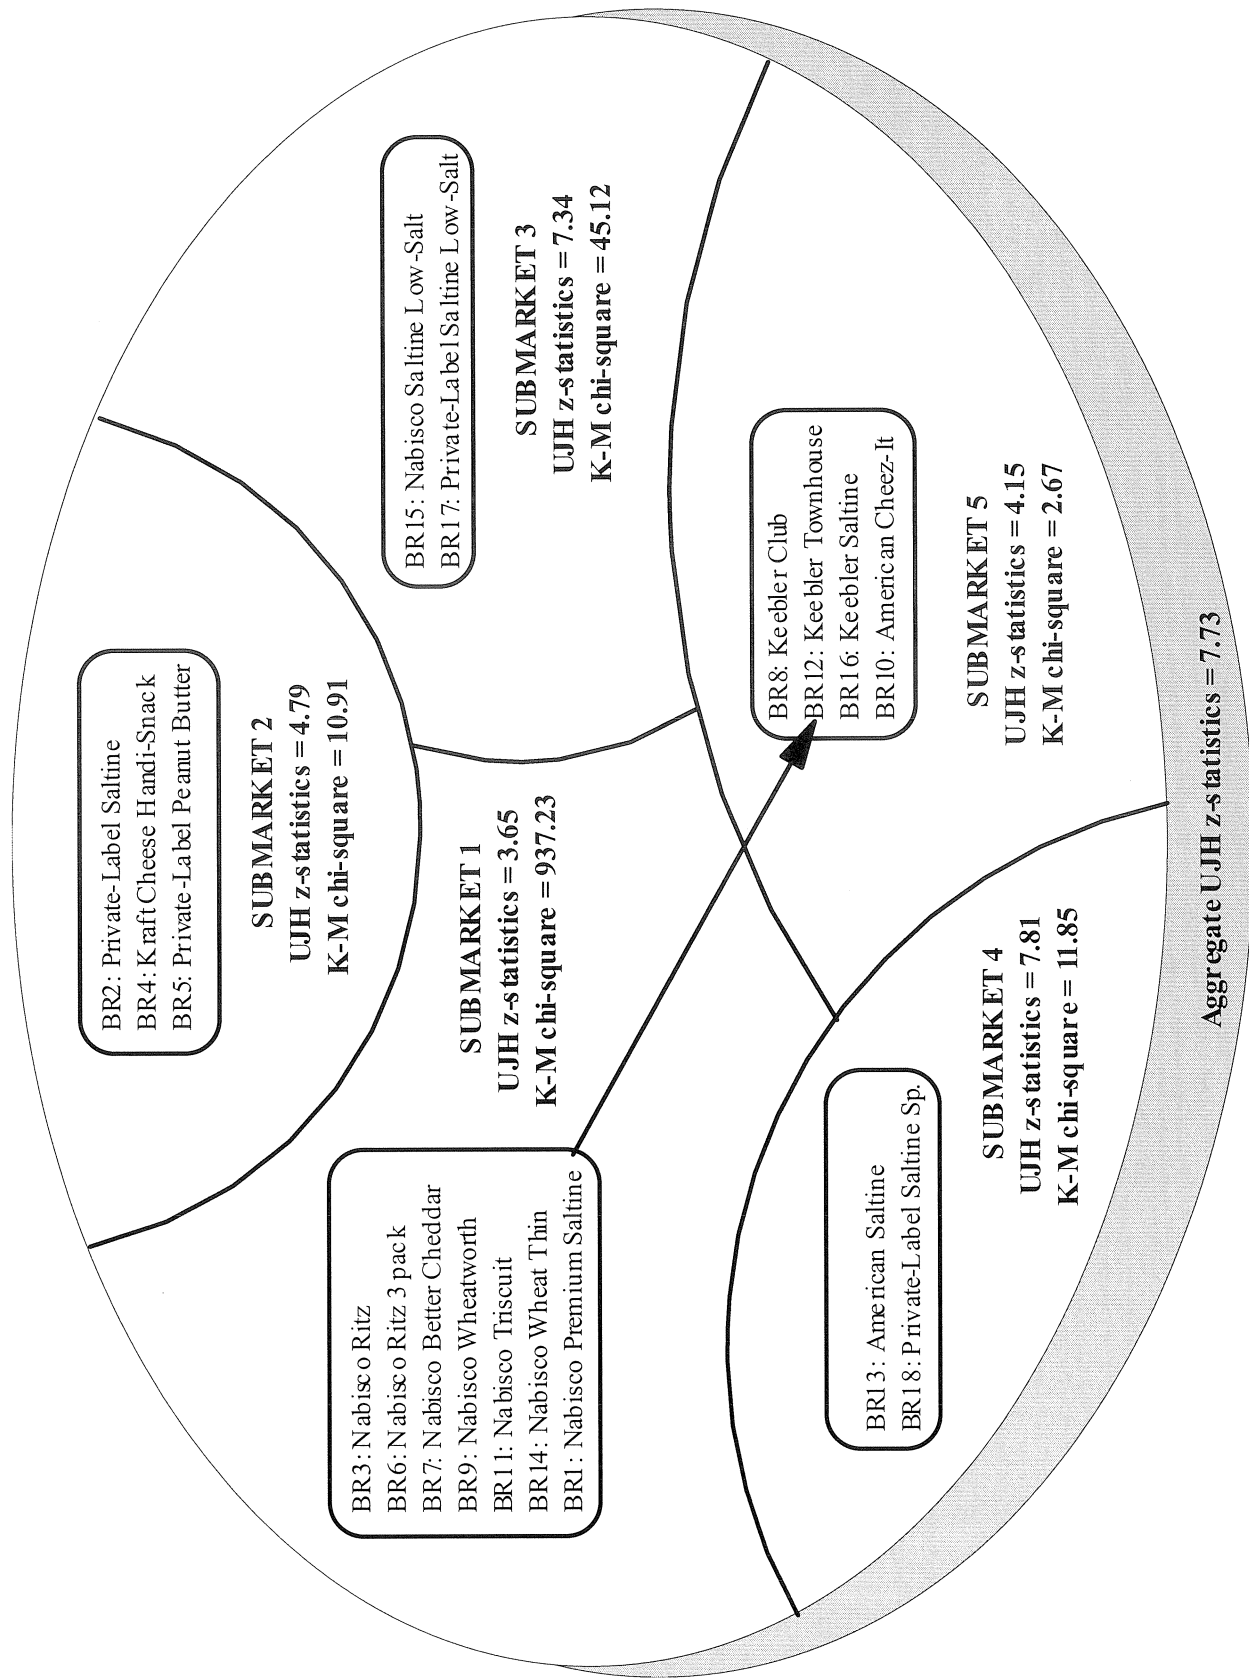 BR2: Private-Label Saltine
BR4: Kraft Cheese Handi-Snack
BR5: Private-Label Peanut Butter
SUBMARKET 2
UJH z-statistics = 4.79
K-M chi-square = 10.91
BR3: Nabisco Ritz
BR6: Nabisco Ritz 3 pack
BR7: Nabisco Better Cheddar
BR9: Nabisco Wheatworth
BR11: Nabisco Triscuit
BR14: Nabisco Wheat Thin
BR1: Nabisco Premium Saltine
SUBMARKET 1
UJH z-statistics = 3.65
K-M chi-square = 937.23
BR15: Nabisco Saltine Low-Salt
BR17: Private-Label Saltine Low-Salt
SUBMARKET 3
UJH z-statistics = 7.34
K-M chi-square = 45.12
BR13: American Saltine
BR18: Private-Label Saltine Sp.
SUBMARKET 4
UJH z-statistics = 7.81
K-M chi-square = 11.85
BR8: Keebler Club
BR12: Keebler Townhouse
BR16: Keebler Saltine
BR10: American Cheez-It
SUBMARKET 5
UJH z-statistics = 4.15
K-M chi-square = 2.67
Aggregate UJH z-statistics = 7.73